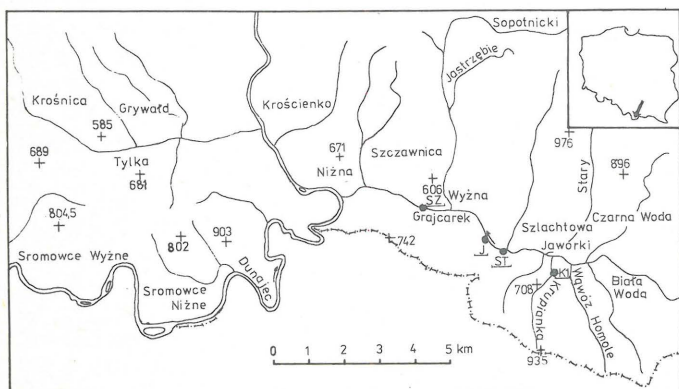 Sopotnicki
Jastrzębie
Krośnica
Grywałd
Krościenko
585
689
Tylka
681
671
Niżna
Szczawnica
976
606
SZ
Wyżna
Grajcarek
Stary
896
804,5
802
903
742
J
ST
Szlachtowa
Jaworki
Czarna Woda
Sromowce Wyżne
Sromowce
Niżne
Dunajec
708
K1
Krupianka
Wąwóz Homole
Biała
Woda
935
0 1 2 3 4 5 km